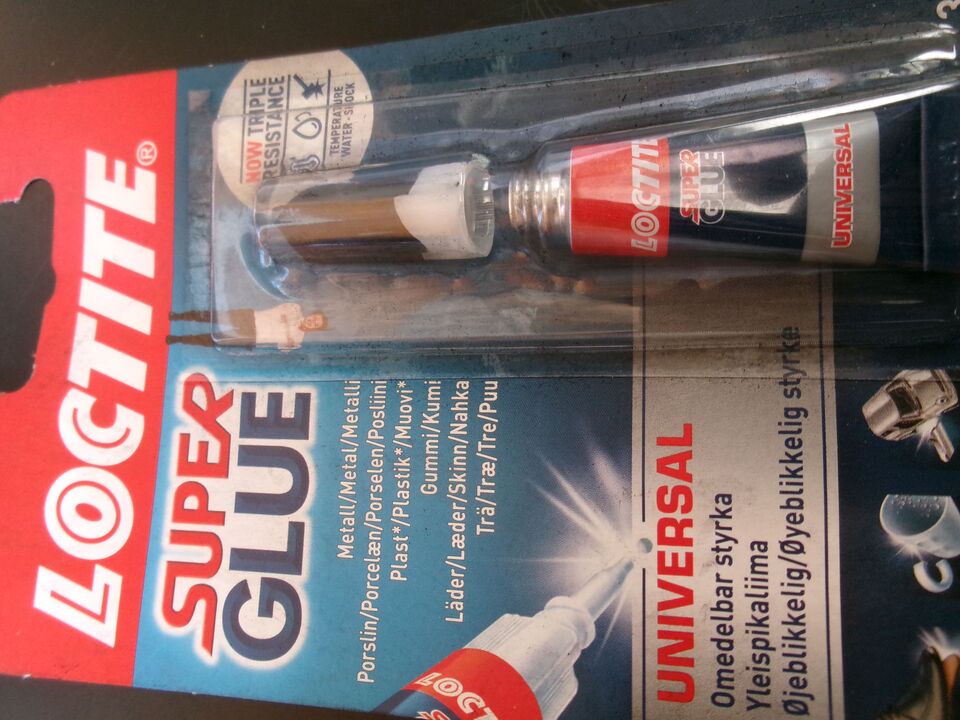 LOCTITE®
NOW TRIPLE
RESISTANCE
TEMPERATURE
WATER - SHOCK
SUPER
GLUE
Metall/Metal/Metalli
Porslin/Porcelæn/Porselen/Posliini
Plast*/Plastik*/Muovi*
Gummi/Kumi
Läder/Læder/Skinn/Nahka
Trä/Træ/Tre/Puu
LOCTITE
SUPER
GLUE
UNIVERSAL
UNIVERSAL
Omedelbar styrka
Yleispikaliima
Øjeblikkelig/Øyeblikkelig styrke